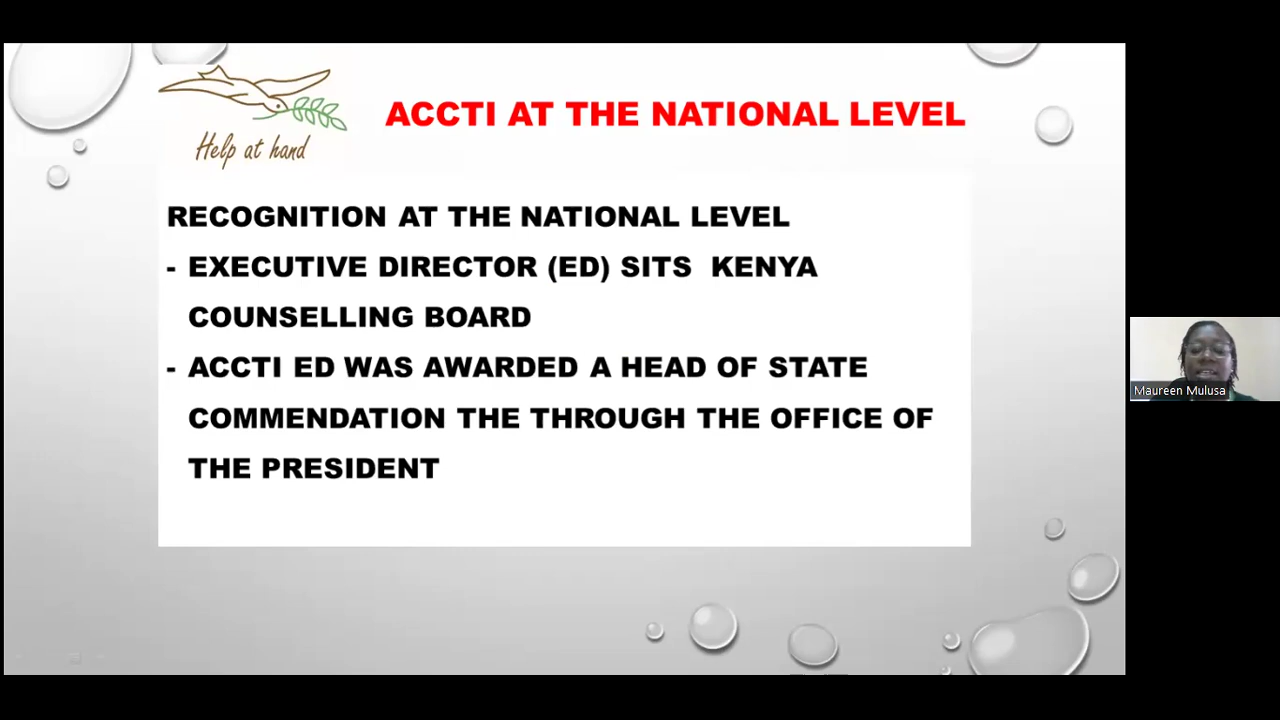 Help at hand
ACCTI AT THE NATIONAL LEVEL
RECOGNITION AT THE NATIONAL LEVEL
- EXECUTIVE DIRECTOR (ED) SITS KENYA
COUNSELLING BOARD
- ACCTI ED WAS AWARDED A HEAD OF STATE
COMMENDATION THE THROUGH THE OFFICE OF
THE PRESIDENT
Maureen Mulusa